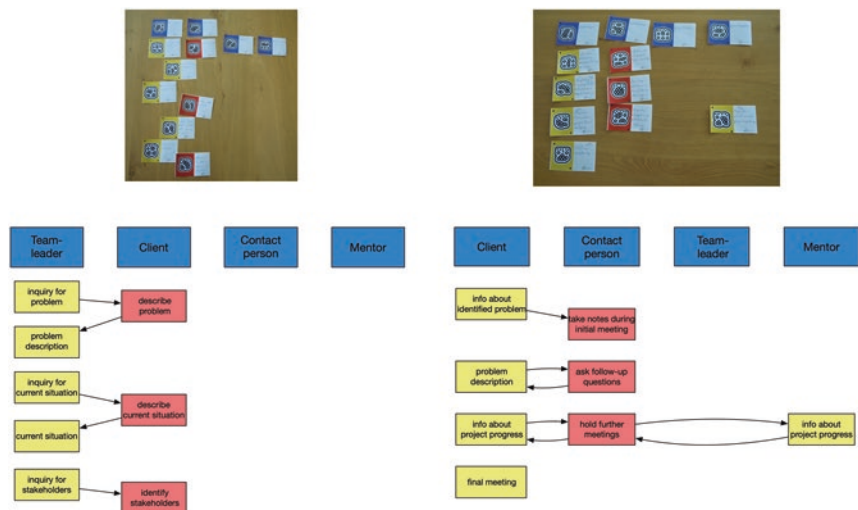 Team-
leader
Client
Contact
person
Mentor
inquiry for
problem
describe
problem
problem
description
inquiry for
current situation
describe
current situation
current situation
inquiry for
stakeholders
identify
stakeholders
Client
Contact
person
Team-
leader
Mentor
info about
identified problem
take notes during
initial meeting
problem
description
ask follow-up
questions
info about
project progress
hold further
meetings
info about
project progress
final meeting